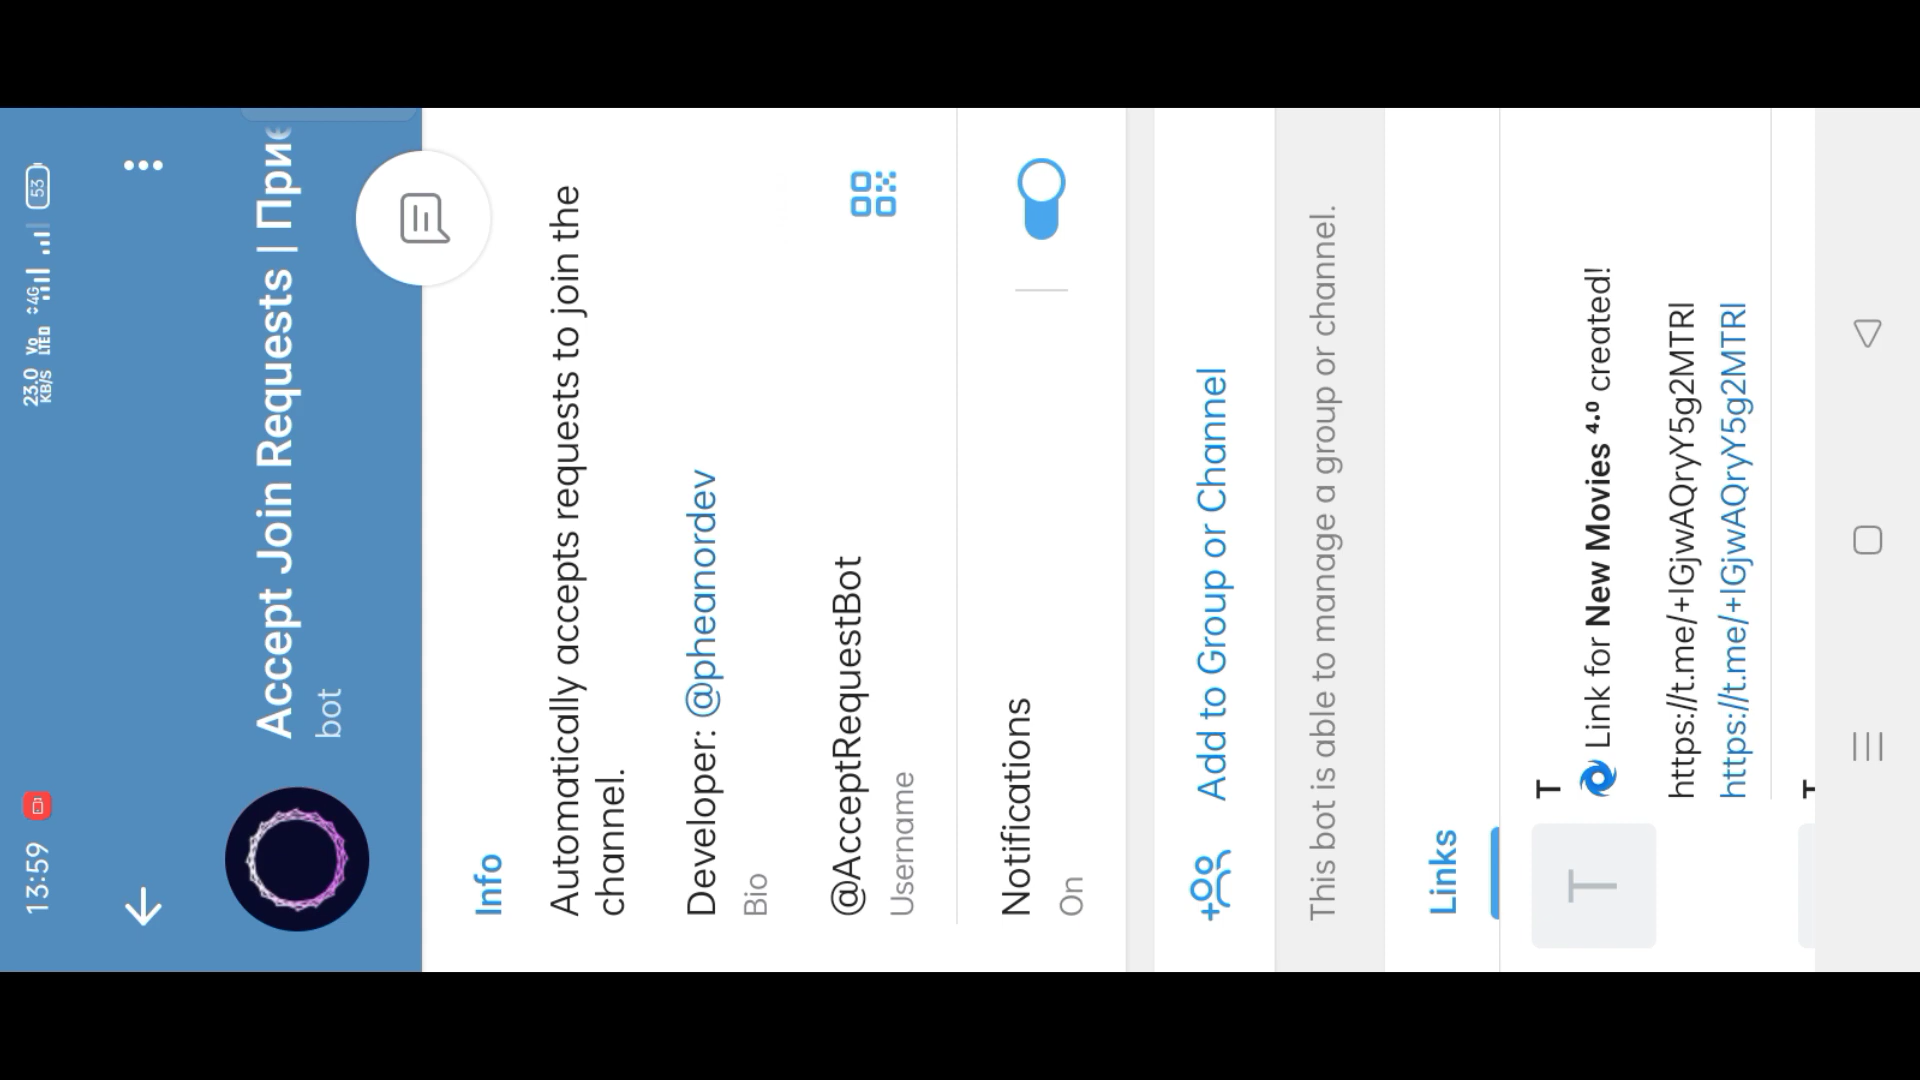 13:59
23.0 KB/S Vo LTED 4G 53
Accept Join Requests | Прие
bot
Info
Automatically accepts requests to join the
channel.
Developer: @pheanordev
Bio
@AcceptRequestBot
Username
Notifications
On
Add to Group or Channel
This bot is able to manage a group or channel.
Links
T
T
Link for New Movies ⁴·⁰ created!
https://t.me/+IGjwAQryY5g2MTRl
https://t.me/+IGjwAQryY5g2MTRl
T